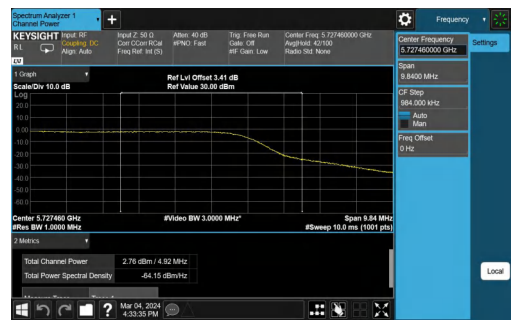 Spectrum Analyzer 1
Channel Power
Frequency
KEYSIGHT Input: RF
R L
Coupling: DC
Align: Auto
LXI
Input Z: 50 Ω
Corr CCorr RCal
Freq Ref: Int (S)
Atten: 40 dB
#PNO: Fast
Trig: Free Run
Gate: Off
#IF Gain: Low
Center Freq: 5.727460000 GHz
Avg|Hold: 42/100
Radio Std: None
Center Frequency
5.727460000 GHz
Settings
Span
9.8400 MHz
CF Step
984.000 kHz
Auto
Man
Freq Offset
0 Hz
Local
1 Graph
Scale/Div 10.0 dB
Ref Lvl Offset 3.41 dB
Ref Value 30.00 dBm
Log
20.0
10.0
0.00
-10.0
-20.0
-30.0
-40.0
-50.0
-60.0
Center 5.727460 GHz
#Video BW 3.0000 MHz*
Span 9.84 MHz
#Res BW 1.0000 MHz
#Sweep 10.0 ms (1001 pts)
2 Metrics
Total Channel Power 2.76 dBm / 4.92 MHz
Total Power Spectral Density -64.15 dBm/Hz
?
Mar 04, 2024
4:33:35 PM